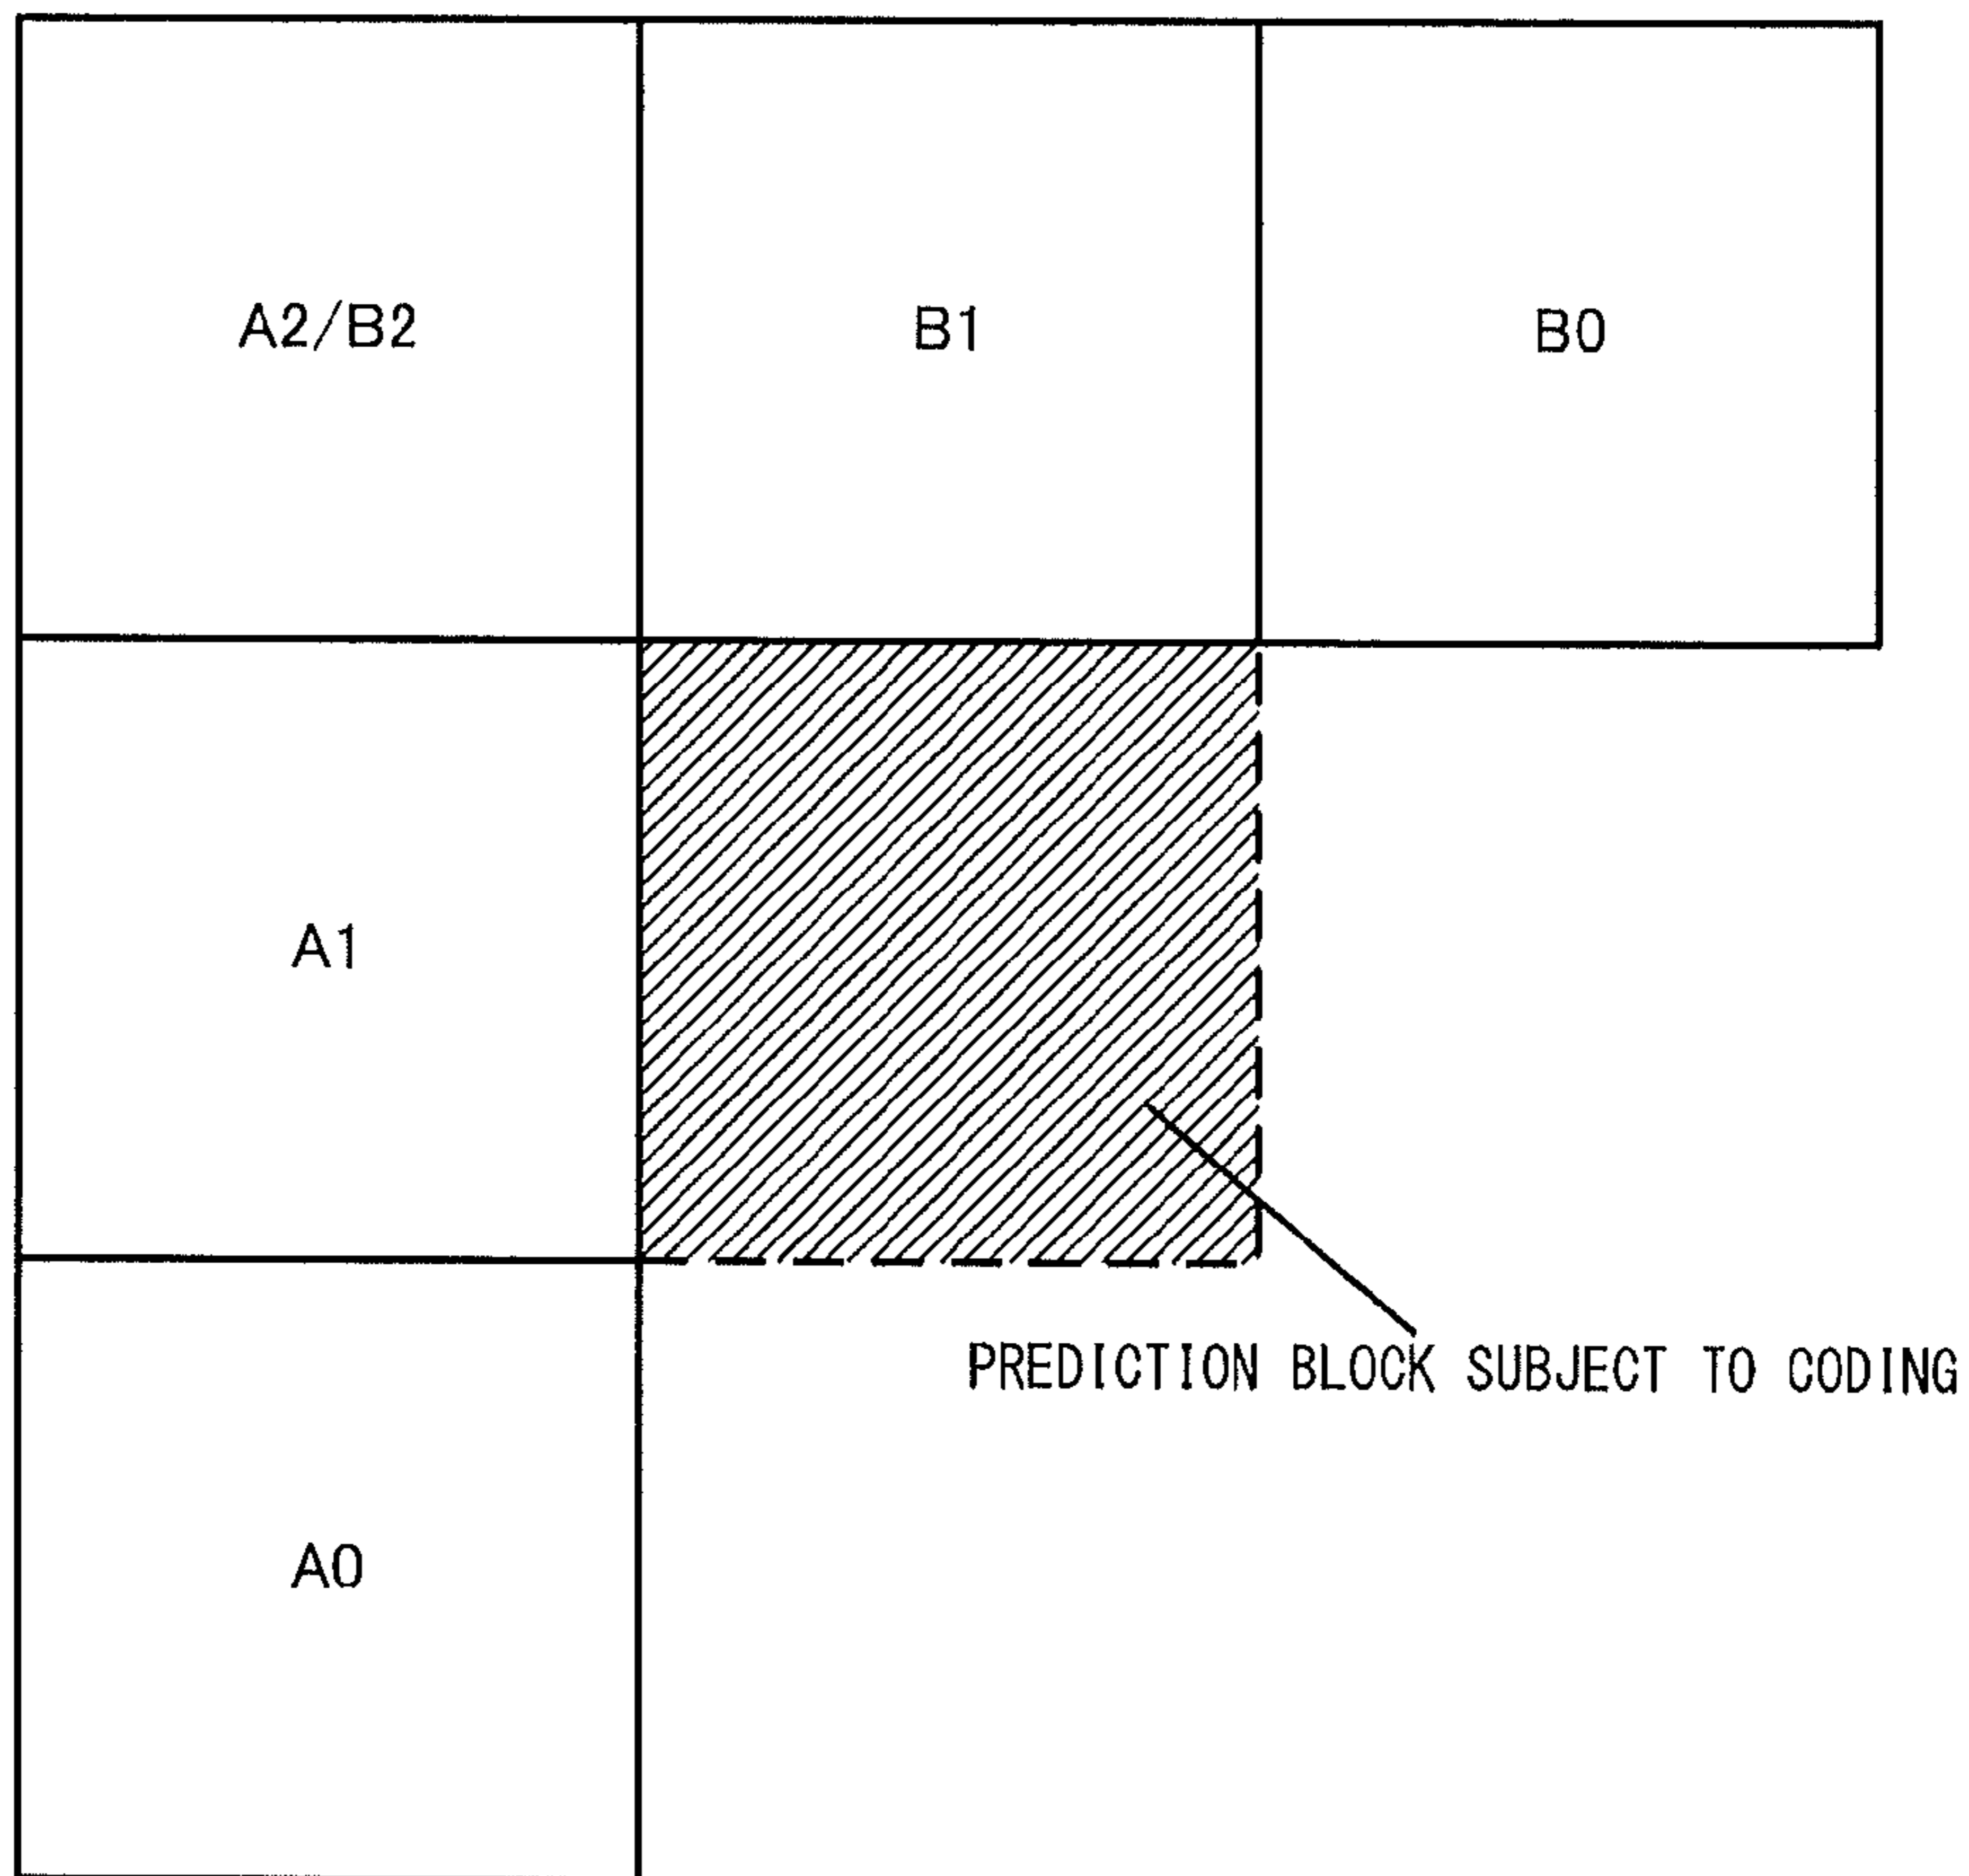 A2/B2
B1
B0
A1
PREDICTION BLOCK SUBJECT TO CODING
A0